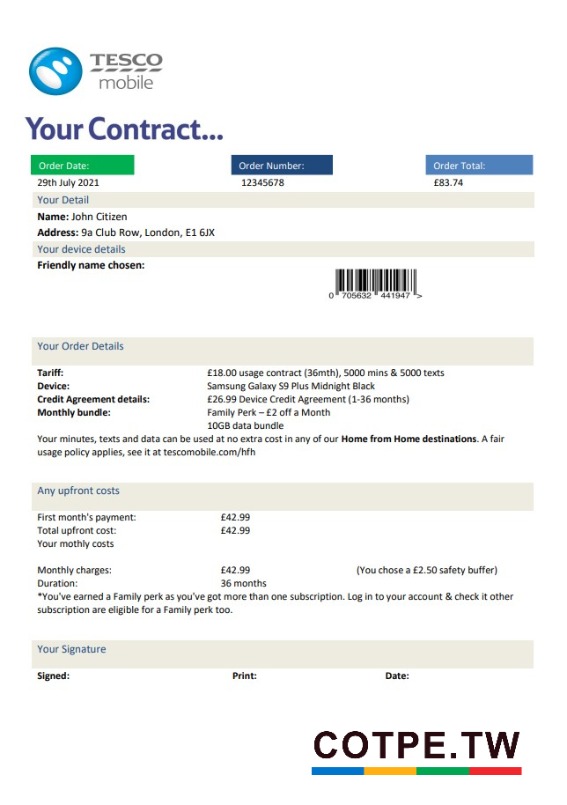 TESCO
mobile
Your Contract...
Order Date: Order Number: Order Total:
29th July 2021 12345678 £83.74
Your Detail
Name: John Citizen
Address: 9a Club Row, London, E1 6JX
Your device details
Friendly name chosen:
0 705632 441947 >
Your Order Details
Tariff: £18.00 usage contract (36mth), 5000 mins & 5000 texts
Device: Samsung Galaxy S9 Plus Midnight Black
Credit Agreement details: £26.99 Device Credit Agreement (1-36 months)
Monthly bundle: Family Perk – £2 off a Month
10GB data bundle
Your minutes, texts and data can be used at no extra cost in any of our Home from Home destinations. A fair
usage policy applies, see it at tescomobile.com/hfh
Any upfront costs
First month's payment: £42.99
Total upfront cost: £42.99
Your mothly costs
Monthly charges: £42.99 (You chose a £2.50 safety buffer)
Duration: 36 months
*You've earned a Family perk as you've got more than one subscription. Log in to your account & check it other
subscription are eligible for a Family perk too.
Your Signature
Signed: Print: Date:
COTPE.TW